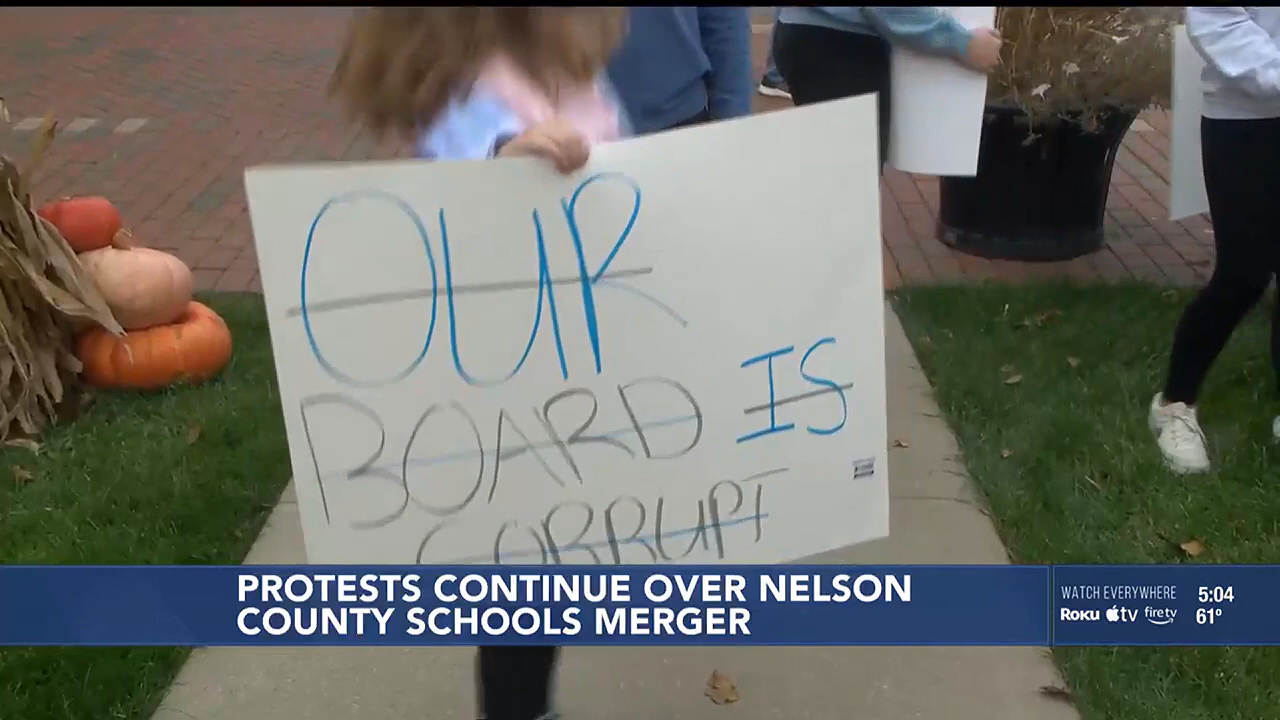 OUR
BOARD IS
CORRUPT
PROTESTS CONTINUE OVER NELSON
COUNTY SCHOOLS MERGER
WATCH EVERYWHERE
Roku tv firetv
5:04
61°